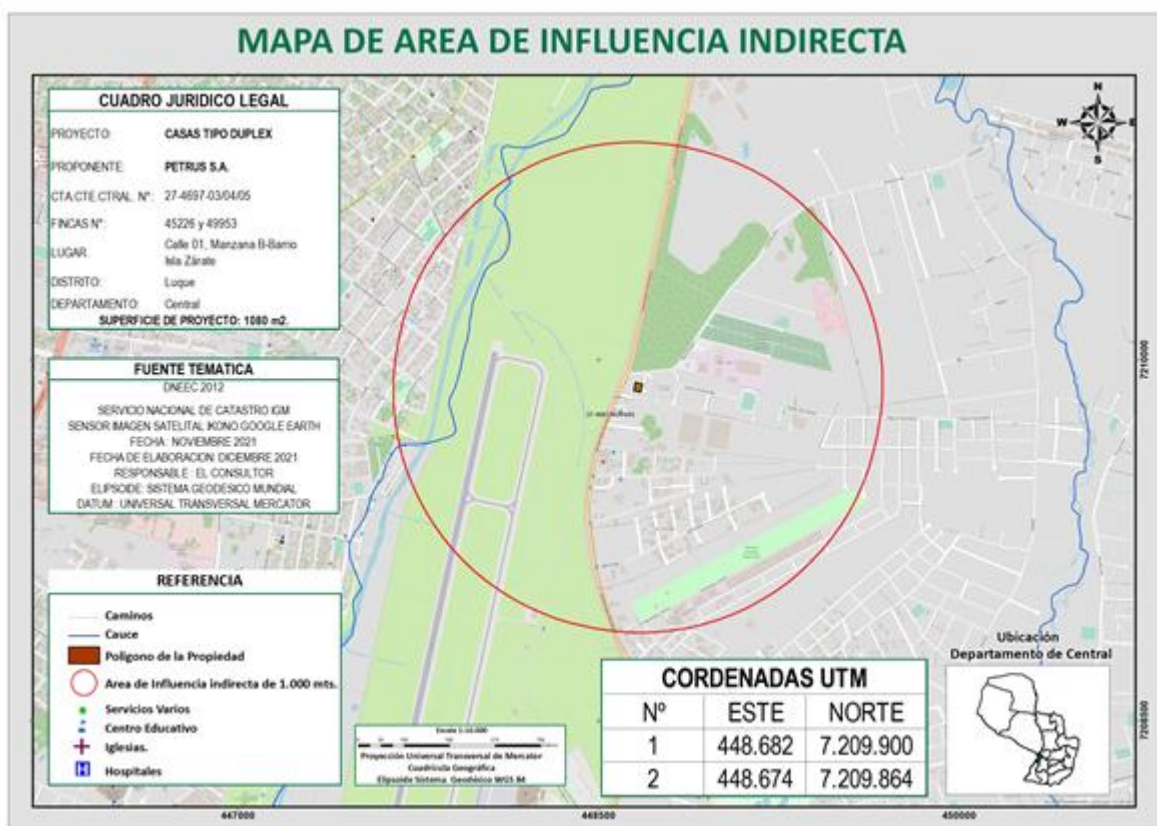 MAPA DE AREA DE INFLUENCIA INDIRECTA
CUADRO JURIDICO LEGAL
PROYECTO: CASAS TIPO DUPLEX
PROPONENTE: PETRUS S.A.
CTA.CTE.CTRAL. Nº: 27-4697-03/04/05
FINCAS Nº: 45226 y 49953
LUGAR: Calle 01, Manzana B-Barrio
Isla Zárate
DISTRITO: Luque
DEPARTAMENTO: Central
SUPERFICIE DE PROYECTO: 1080 m2.
FUENTE TEMATICA
DNEEC 2012
SERVICIO NACIONAL DE CATASTRO IGM
SENSOR IMAGEN SATELITAL IKONO GOOGLE EARTH
FECHA: NOVIEMBRE 2021
FECHA DE ELABORACION: DICIEMBRE 2021
RESPONSABLE: EL CONSULTOR
ELIPSOIDE: SISTEMA GEODESICO MUNDIAL
DATUM: UNIVERSAL TRANSVERSAL MERCATOR
REFERENCIA
Caminos
Cauce
Poligono de la Propiedad
Area de Influencia indirecta de 1.000 mts.
Servicios Varios
Centro Educativo
Iglesias.
H Hospitales
Escala 1:10.000
Proyección Universal Transversal de Mercator
Cuadrícula Geográfica
Elipsoide Sistema Geodésico WGS 84
CORDENADAS UTM
Nº ESTE NORTE
1 448.682 7.209.900
2 448.674 7.209.864
Ubicación
Departamento de Central
N
W E
S
7210000
7208500
447000 448500 450000